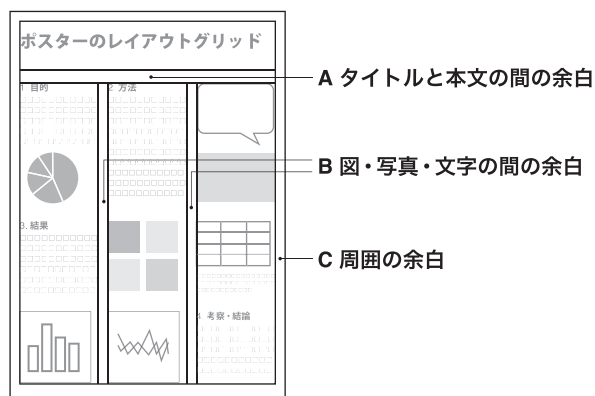 ポスターのレイアウトグリッド
A タイトルと本文の間の余白
1 目的
2 方法
B 図・写真・文字の間の余白
3. 結果
C 周囲の余白
4 考察・結論